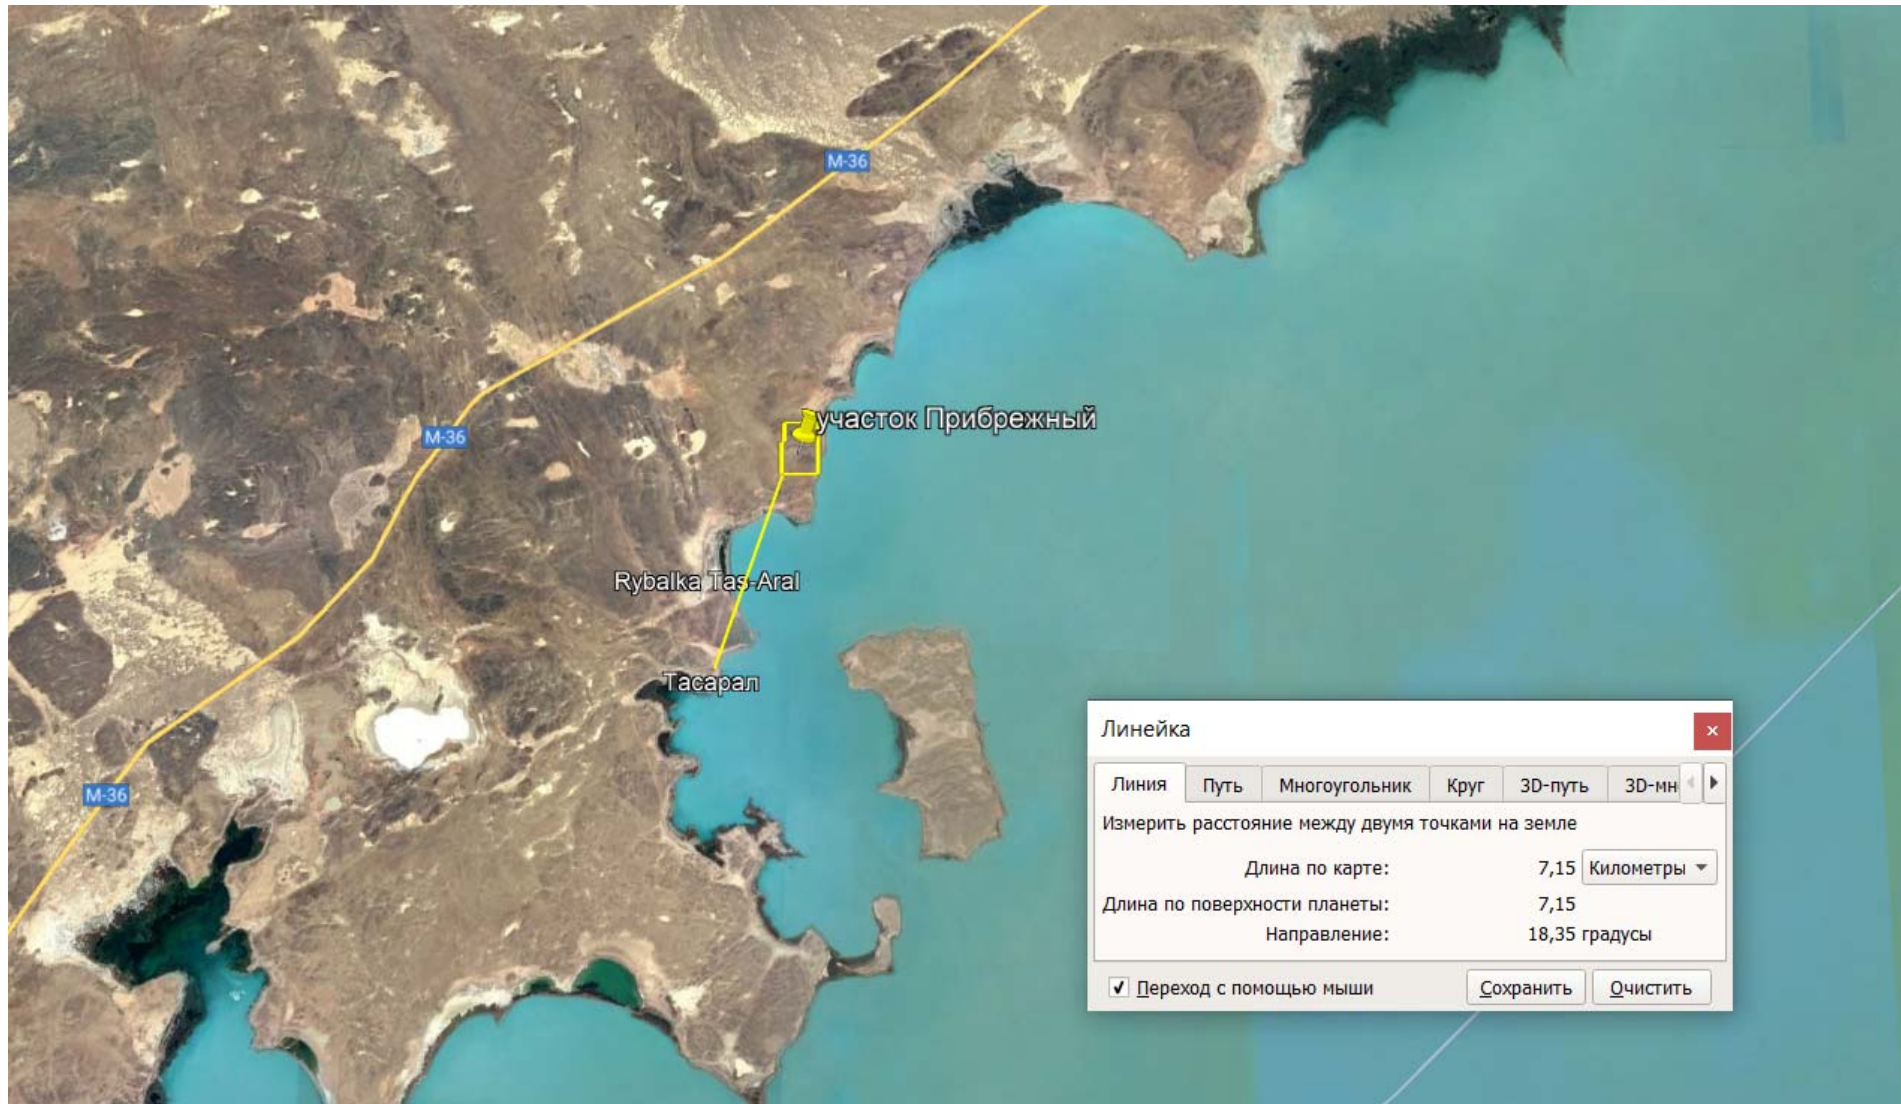 M-36
участок Прибрежный
M-36
Rybalka Tas-Aral
Тасарал
M-36
Линейка
Линия Путь Многоугольник Круг 3D-путь 3D-мн
Измерить расстояние между двумя точками на земле
Длина по карте: 7,15 Километры
Длина по поверхности планеты: 7,15
Направление: 18,35 градусы
Переход с помощью мыши Сохранить Очистить